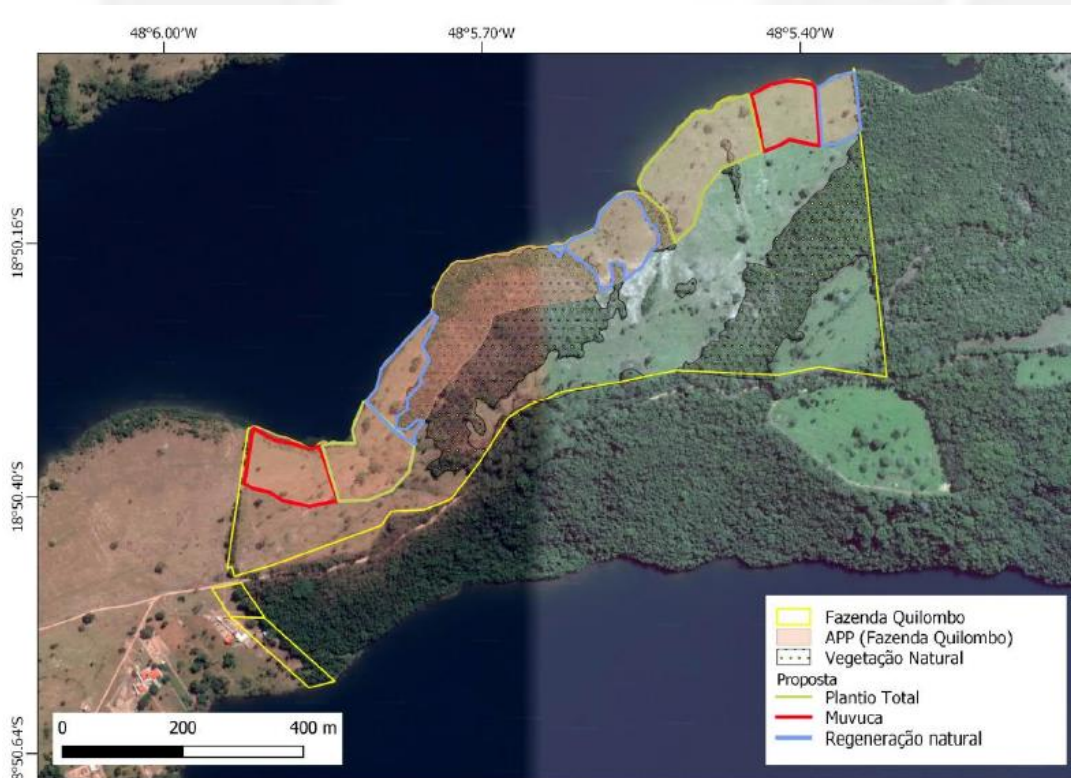 48°6.00'W
48°5.70'W
48°5.40'W
18°50.16'S
18°50.40'S
18°50.64'S
Fazenda Quilombo
APP (Fazenda Quilombo)
Vegetação Natural
Proposta
Plantio Total
Muvuca
Regeneração natural
0 200 400 m